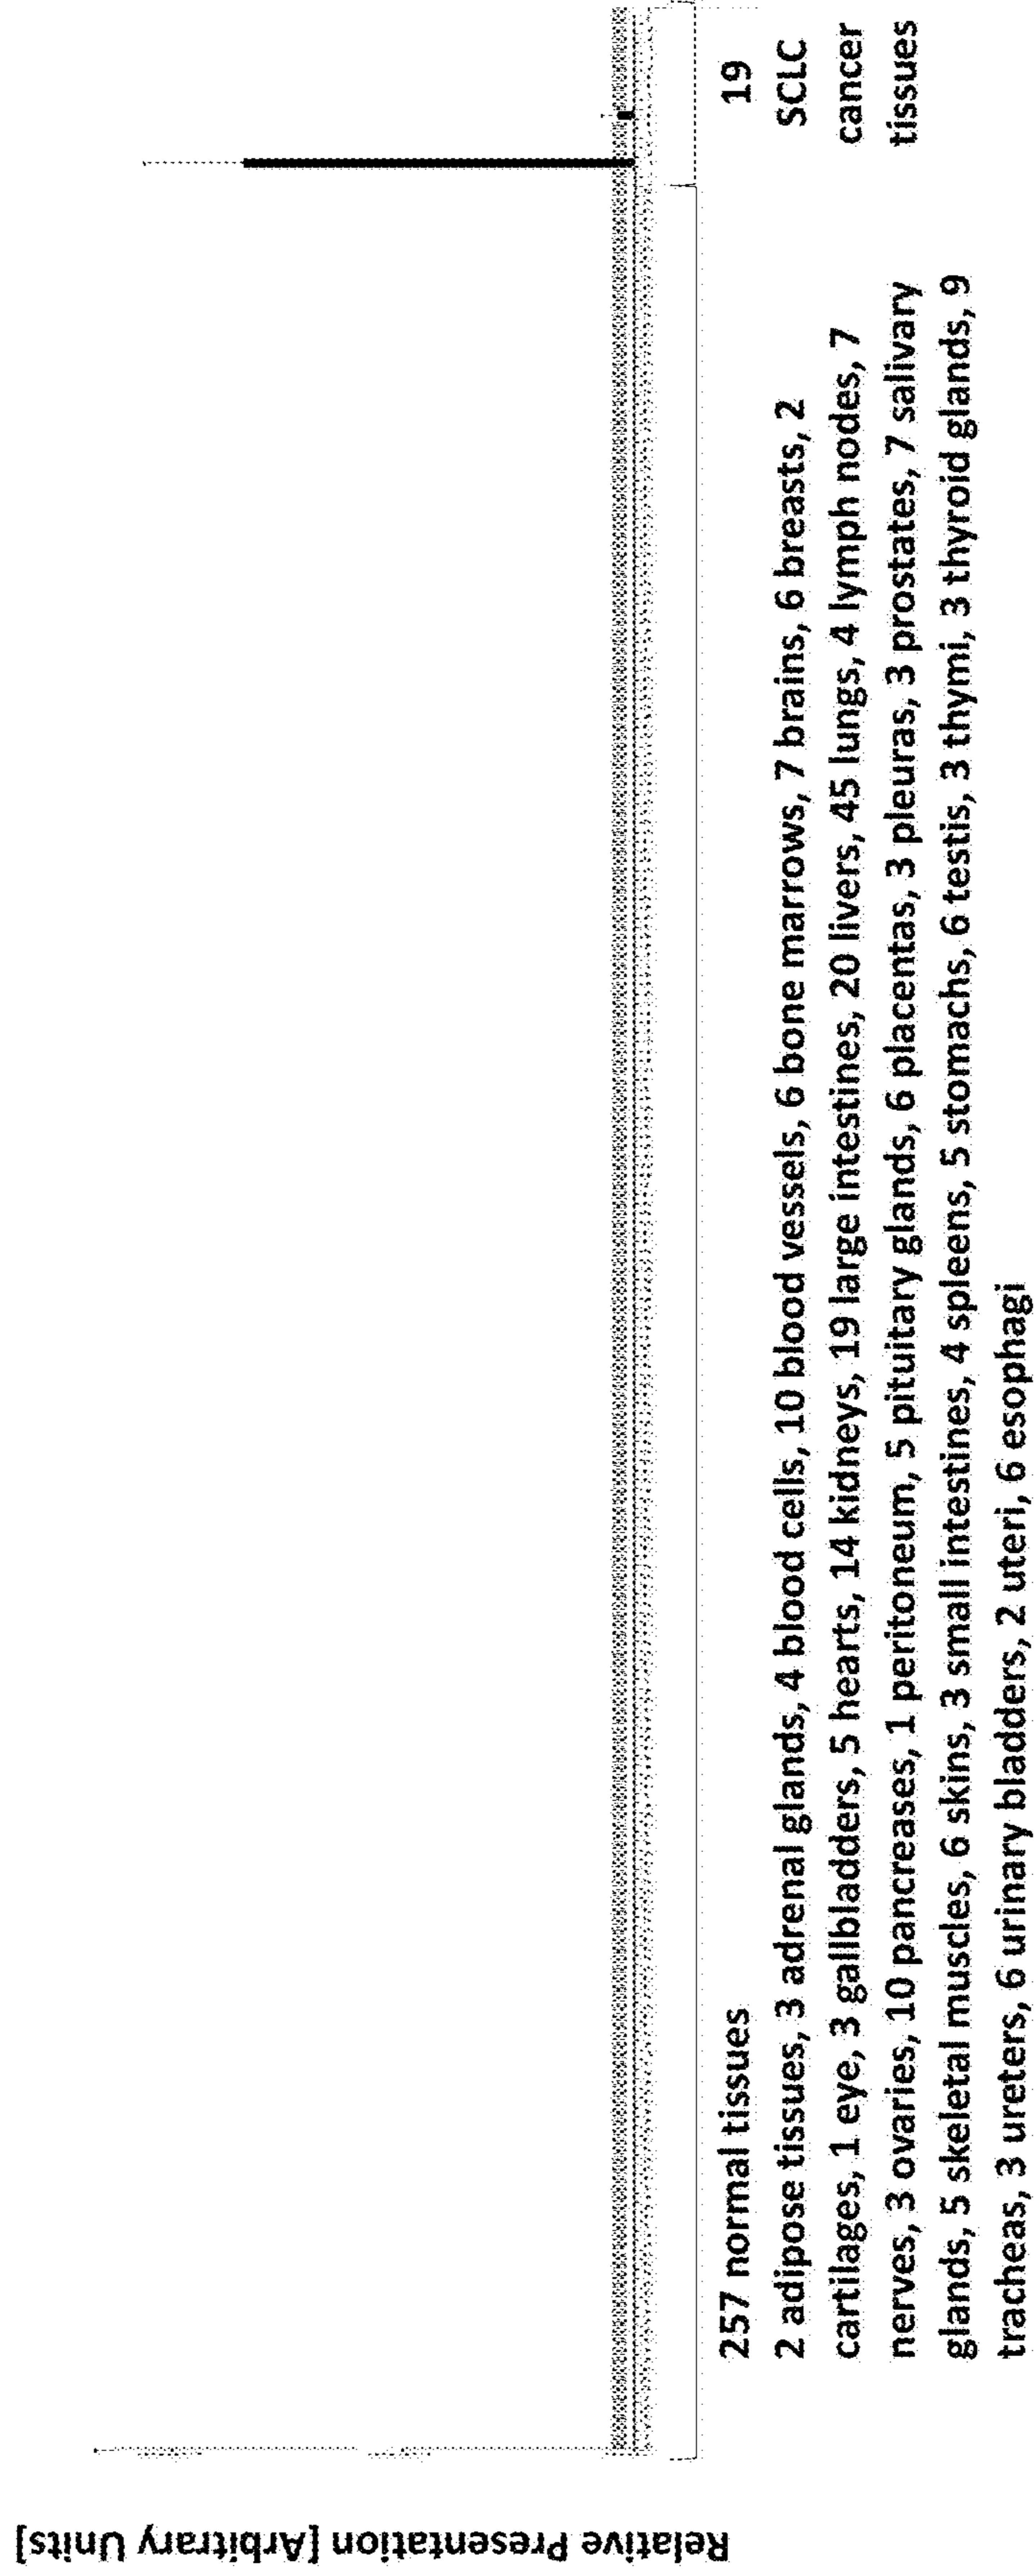 Relative Presentation [Arbitrary Units]
257 normal tissues
2 adipose tissues, 3 adrenal glands, 4 blood cells, 10 blood vessels, 6 bone marrows, 7 brains, 6 breasts, 2
cartilages, 1 eye, 3 gallbladders, 5 hearts, 14 kidneys, 19 large intestines, 20 livers, 45 lungs, 4 lymph nodes, 7
nerves, 3 ovaries, 10 pancreases, 1 peritoneum, 5 pituitary glands, 6 placentas, 3 pleuras, 3 prostates, 7 salivary
glands, 5 skeletal muscles, 6 skins, 3 small intestines, 4 spleens, 5 stomachs, 6 testis, 3 thymi, 3 thyroid glands, 9
tracheas, 3 ureters, 6 urinary bladders, 2 uteri, 6 esophagi
19
SCLC
cancer
tissues